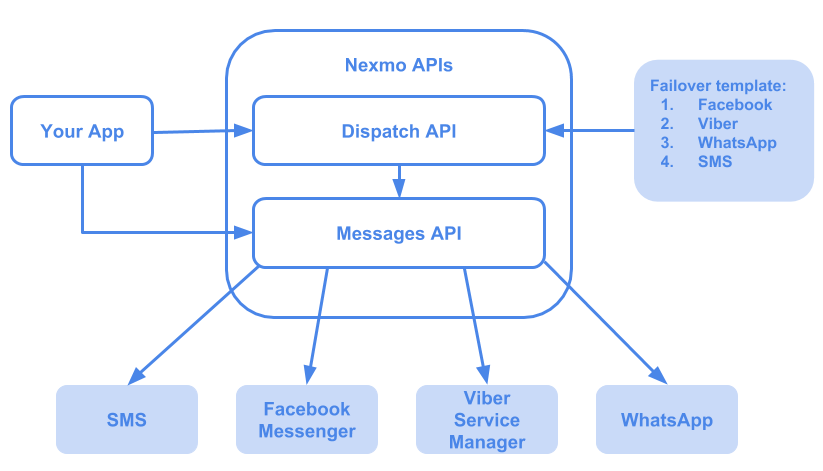 Nexmo APIs
Your App
Dispatch API
Failover template:
1. Facebook
2. Viber
3. WhatsApp
4. SMS
Messages API
SMS
Facebook
Messenger
Viber
Service
Manager
WhatsApp